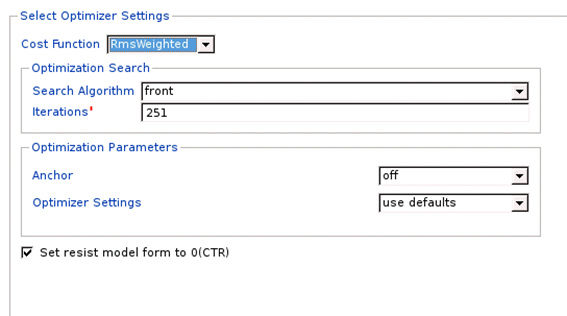 Select Optimizer Settings
Cost Function RmsWeighted
Optimization Search
Search Algorithm front
Iterations* 251
Optimization Parameters
Anchor off
Optimizer Settings use defaults
Set resist model form to 0(CTR)